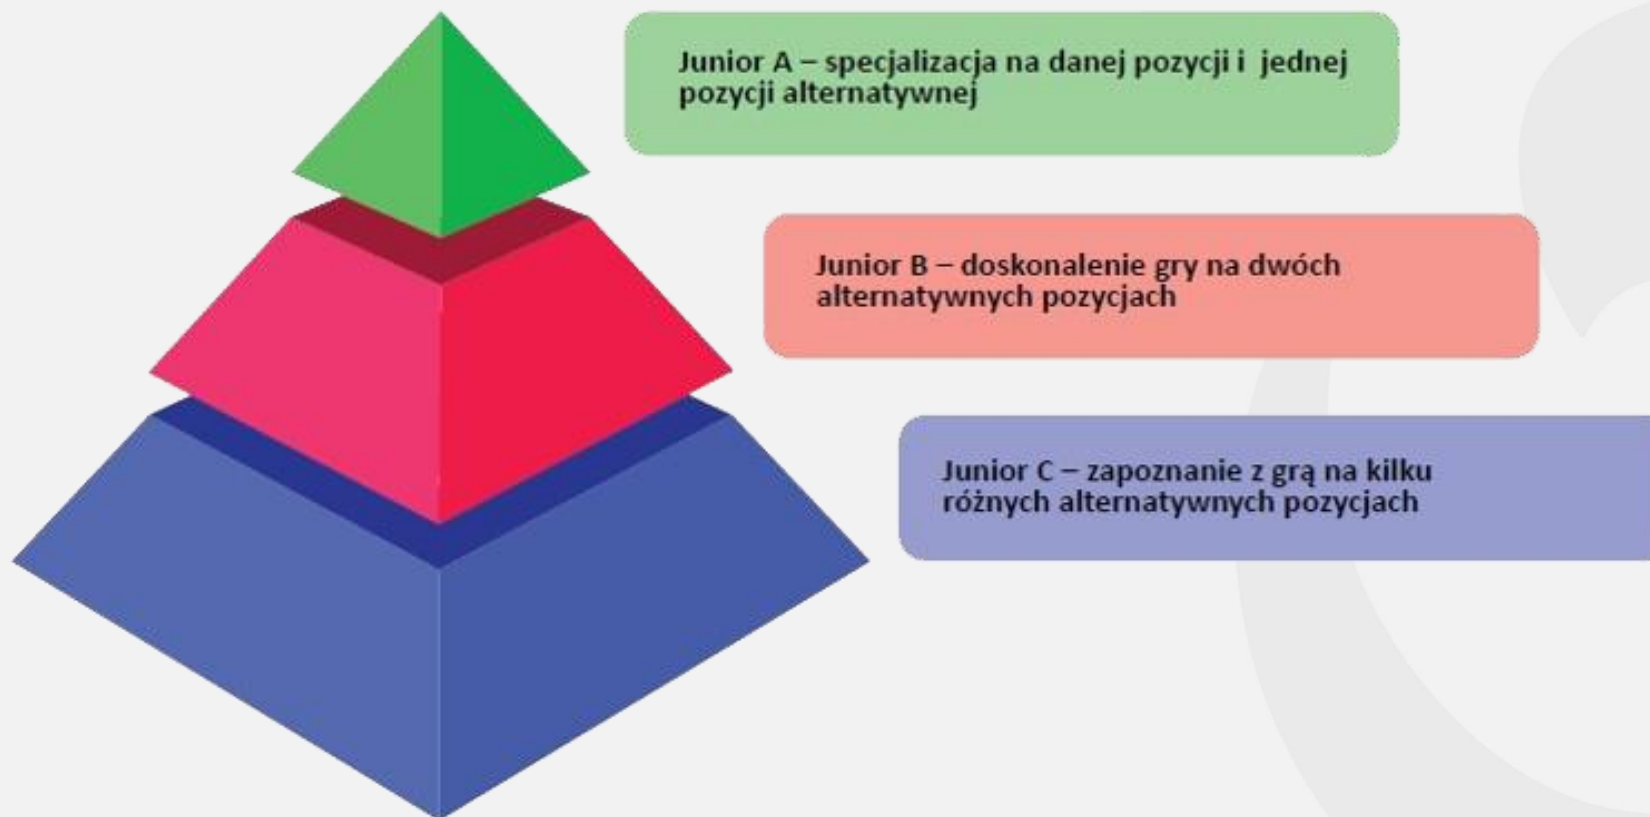 Junior A – specjalizacja na danej pozycji i jednej
pozycji alternatywnej
Junior B – doskonalenie gry na dwóch
alternatywnych pozycjach
Junior C – zapoznanie z grą na kilku
różnych alternatywnych pozycjach